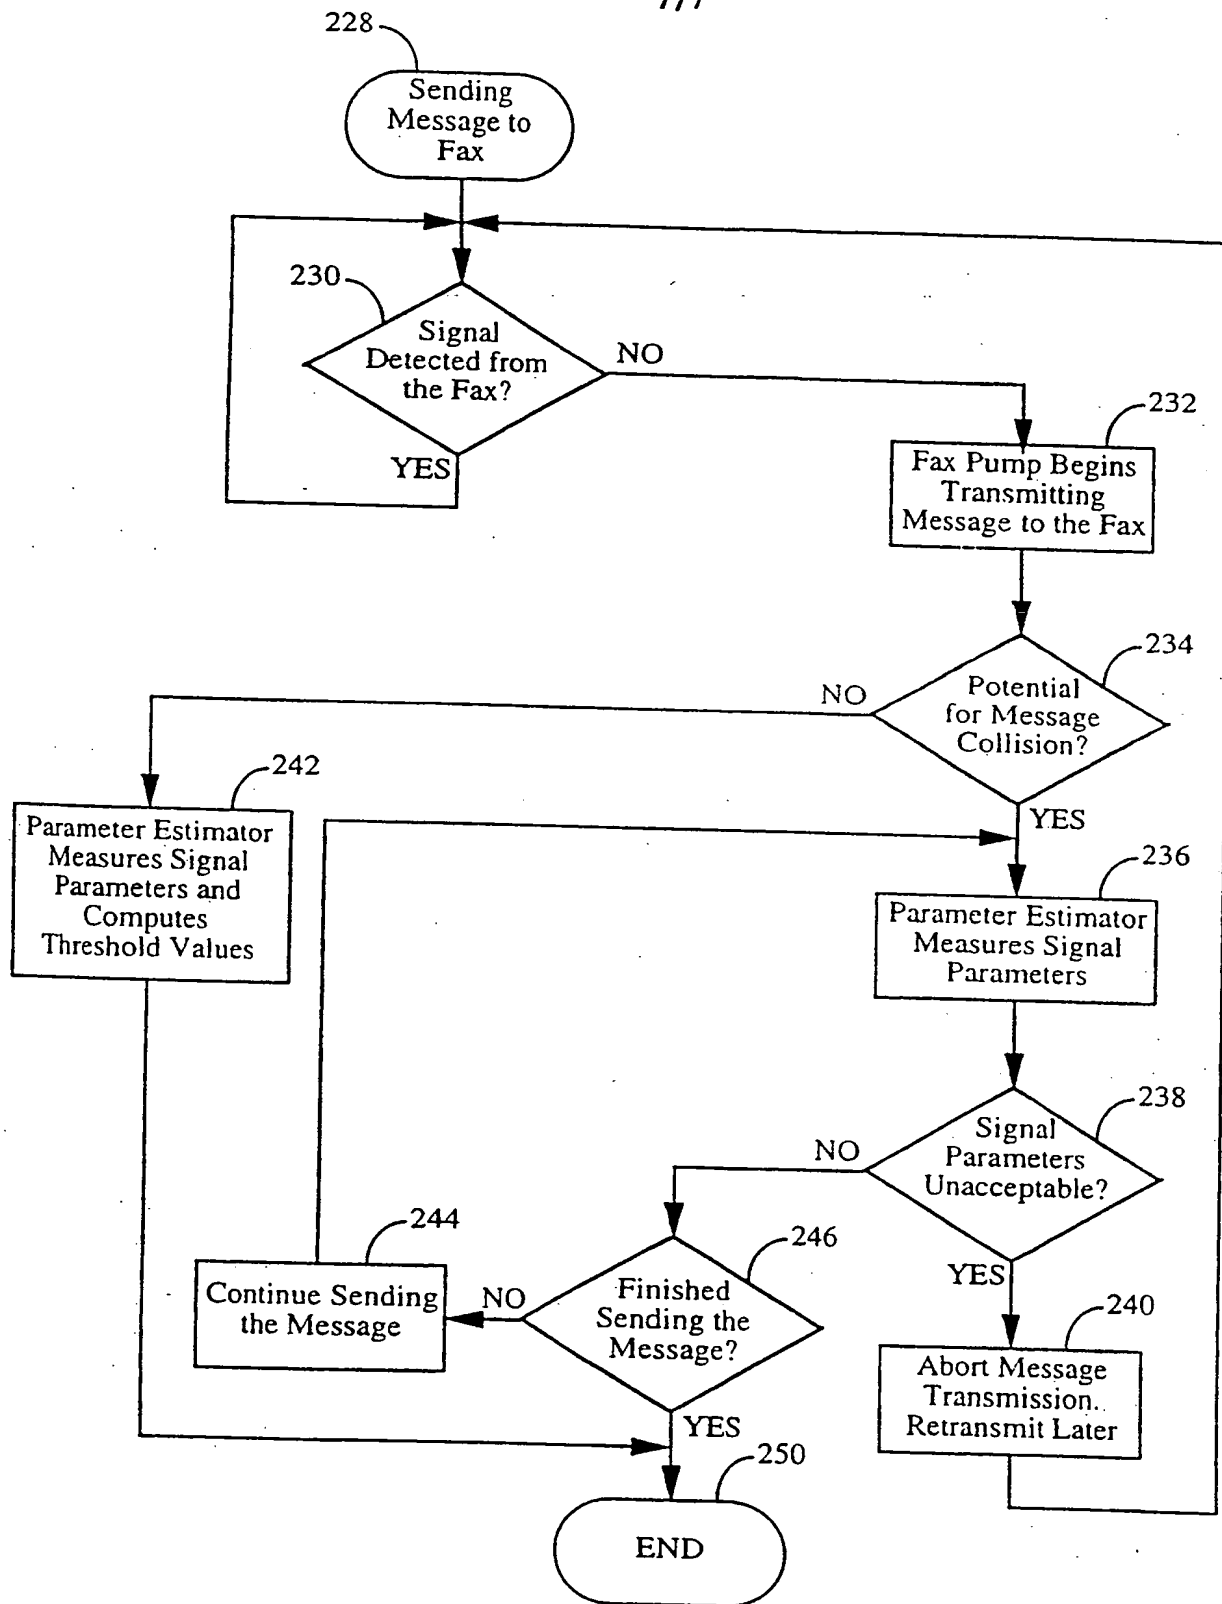 7/7
228
Sending
Message to
Fax
230
Signal
Detected from
the Fax?
NO
YES
232
Fax Pump Begins
Transmitting
Message to the Fax
234
Potential
for Message
Collision?
NO
YES
242
Parameter Estimator
Measures Signal
Parameters and
Computes
Threshold Values
236
Parameter Estimator
Measures Signal
Parameters
238
Signal
Parameters
Unacceptable?
NO
YES
244
Continue Sending
the Message
246
Finished
Sending the
Message?
NO
YES
240
Abort Message
Transmission.
Retransmit Later
250
END